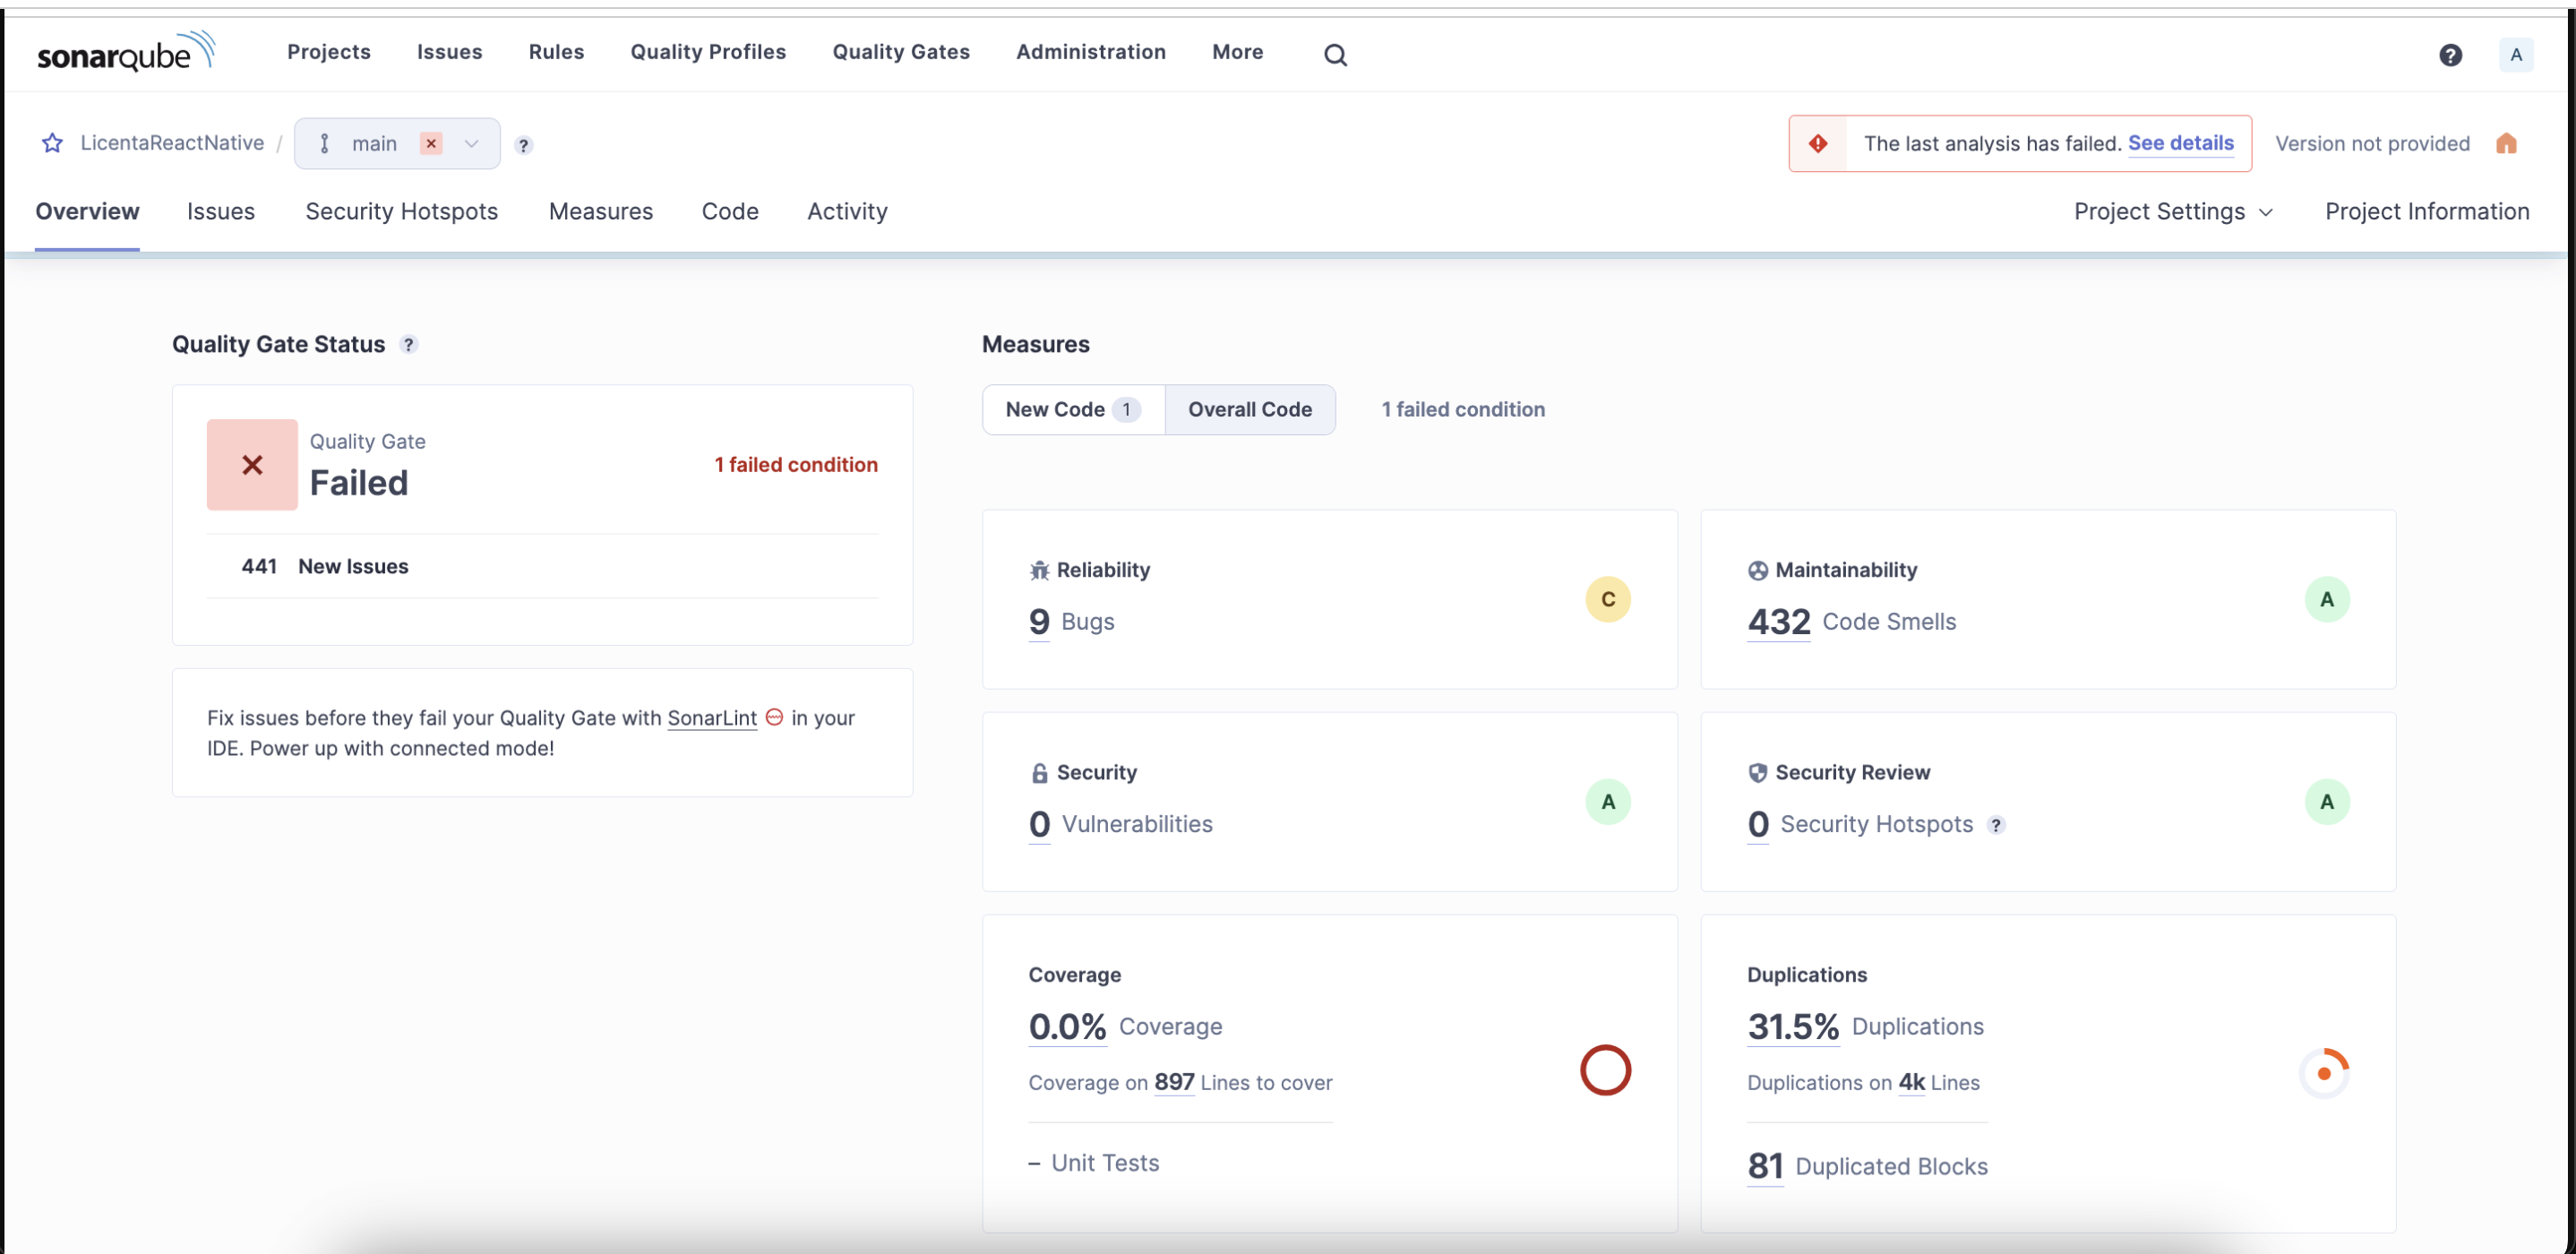 sonarqube Projects Issues Rules Quality Profiles Quality Gates Administration More ? A
LicentaReactNative / main ? The last analysis has failed. See details Version not provided
Overview Issues Security Hotspots Measures Code Activity Project Settings Project Information
Quality Gate Status ?
Quality Gate
Failed
1 failed condition
441 New Issues
Fix issues before they fail your Quality Gate with SonarLint in your
IDE. Power up with connected mode!
Measures
New Code 1 Overall Code 1 failed condition
Reliability
9 Bugs
C
Maintainability
432 Code Smells
A
Security
0 Vulnerabilities
A
Security Review
0 Security Hotspots ?
A
Coverage
0.0% Coverage
Coverage on 897 Lines to cover
– Unit Tests
Duplications
31.5% Duplications
Duplications on 4k Lines
81 Duplicated Blocks